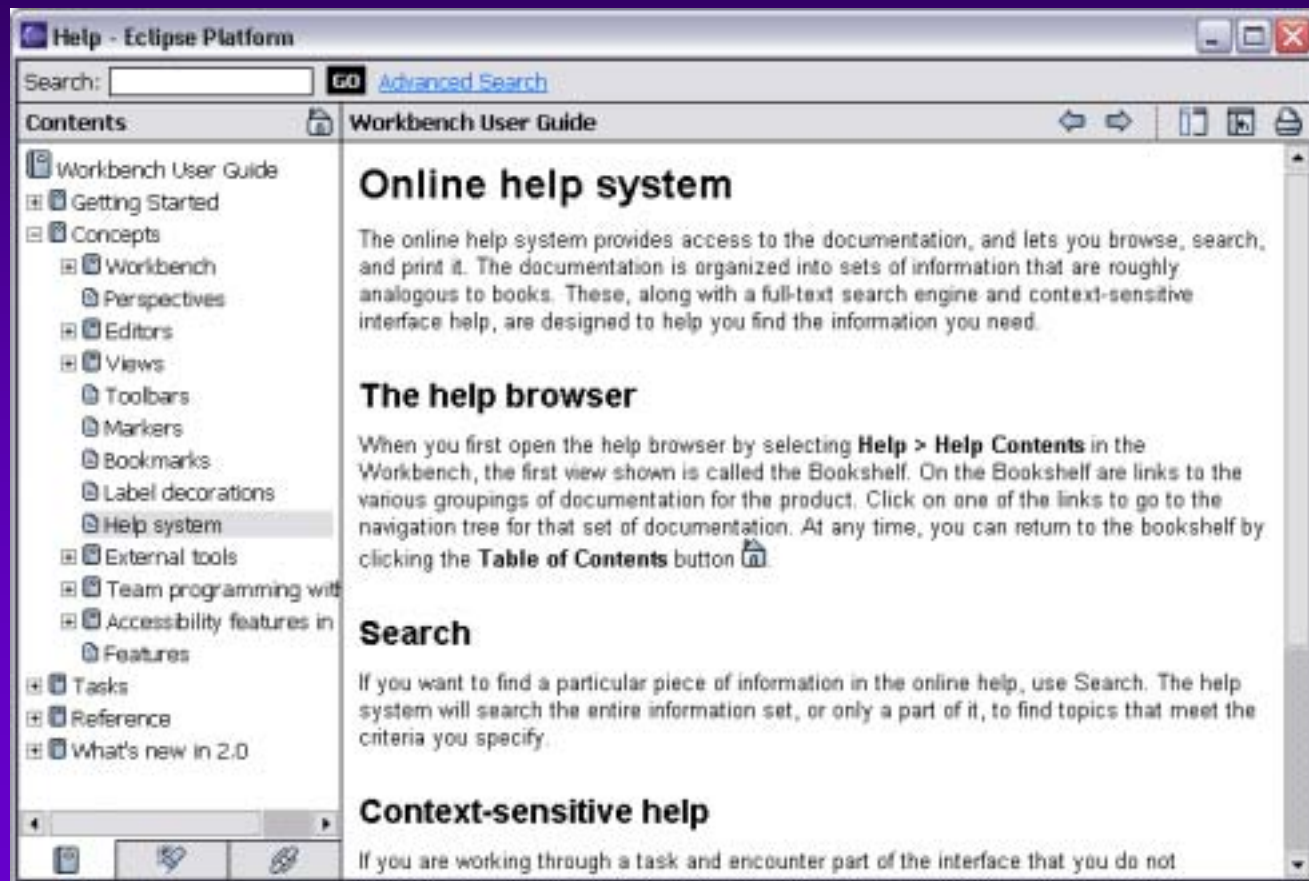 Help - Eclipse Platform
Search: GO Advanced Search
Contents
Workbench User Guide
Getting Started
Concepts
Workbench
Perspectives
Editors
Views
Toolbars
Markers
Bookmarks
Label decorations
Help system
External tools
Team programming with
Accessibility features in
Features
Tasks
Reference
What's new in 2.0
Workbench User Guide
Online help system
The online help system provides access to the documentation, and lets you browse, search,
and print it. The documentation is organized into sets of information that are roughly
analogous to books. These, along with a full-text search engine and context-sensitive
interface help, are designed to help you find the information you need.
The help browser
When you first open the help browser by selecting Help > Help Contents in the
Workbench, the first view shown is called the Bookshelf. On the Bookshelf are links to the
various groupings of documentation for the product. Click on one of the links to go to the
navigation tree for that set of documentation. At any time, you can return to the bookshelf by
clicking the Table of Contents button .
Search
If you want to find a particular piece of information in the online help, use Search. The help
system will search the entire information set, or only a part of it, to find topics that meet the
criteria you specify.
Context-sensitive help
If you are working through a task and encounter part of the interface that you do not